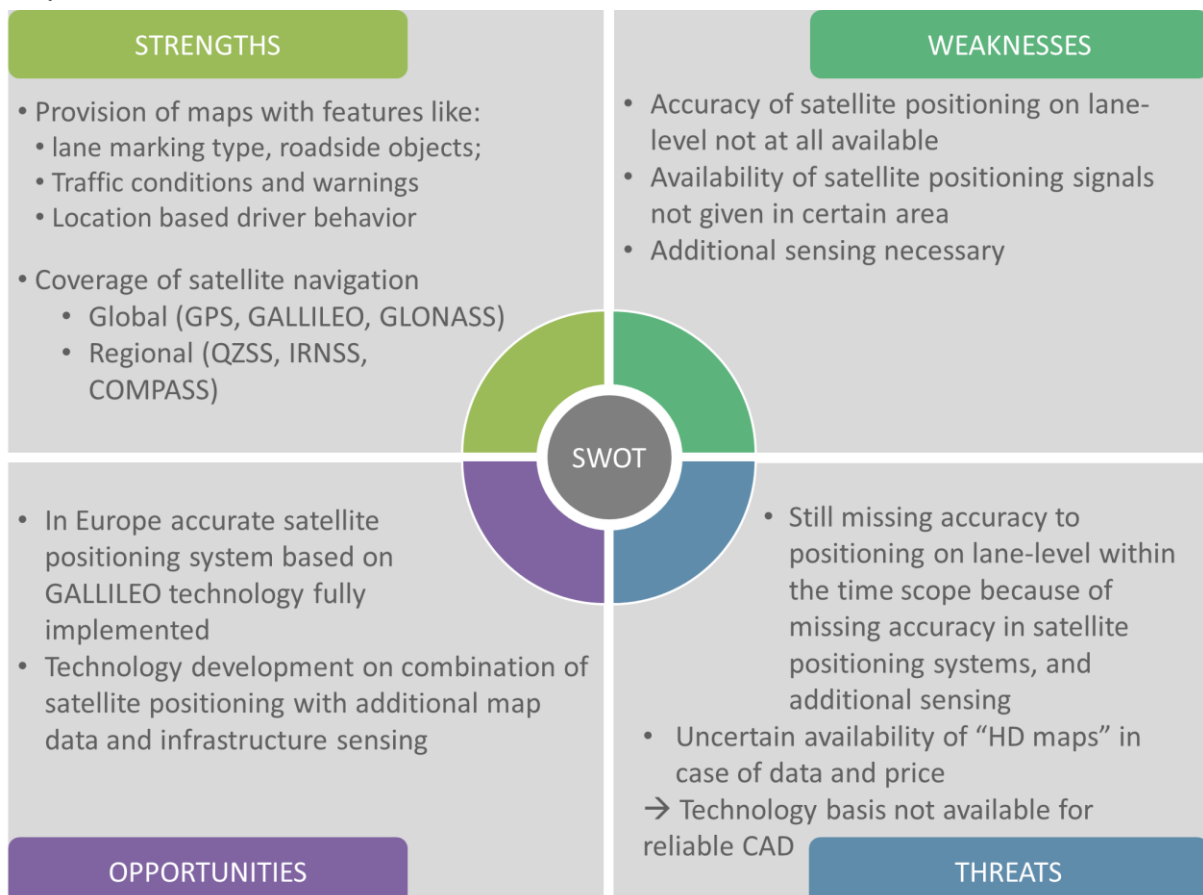 STRENGTHS
• Provision of maps with features like:
• lane marking type, roadside objects;
• Traffic conditions and warnings
• Location based driver behavior
• Coverage of satellite navigation
• Global (GPS, GALLILEO, GLONASS)
• Regional (QZSS, IRNSS,
COMPASS)
WEAKNESSES
• Accuracy of satellite positioning on lane-
level not at all available
• Availability of satellite positioning signals
not given in certain area
• Additional sensing necessary
SWOT
• In Europe accurate satellite
positioning system based on
GALLILEO technology fully
implemented
• Technology development on combination of
satellite positioning with additional map
data and infrastructure sensing
OPPORTUNITIES
• Still missing accuracy to
positioning on lane-level within
the time scope because of
missing accuracy in satellite
positioning systems, and
additional sensing
• Uncertain availability of “HD maps” in
case of data and price
→ Technology basis not available for
reliable CAD
THREATS